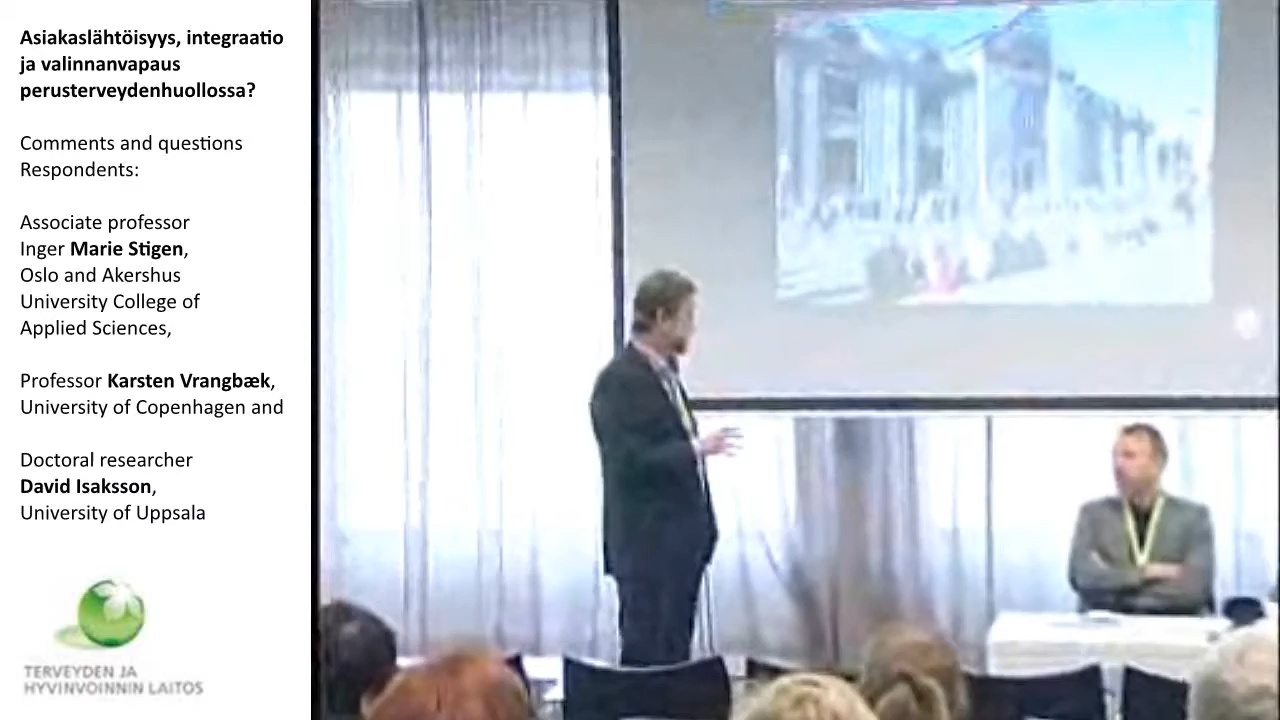 Asiakaslähtöisyys, integraatio
ja valinnanvapaus
perusterveydenhuollossa?
Comments and questions
Respondents:
Associate professor
Inger Marie Stigen,
Oslo and Akershus
University College of
Applied Sciences,
Professor Karsten Vrangbæk,
University of Copenhagen and
Doctoral researcher
David Isaksson,
University of Uppsala
TERVEYDEN JA
HYVINVOINNIN LAITOS